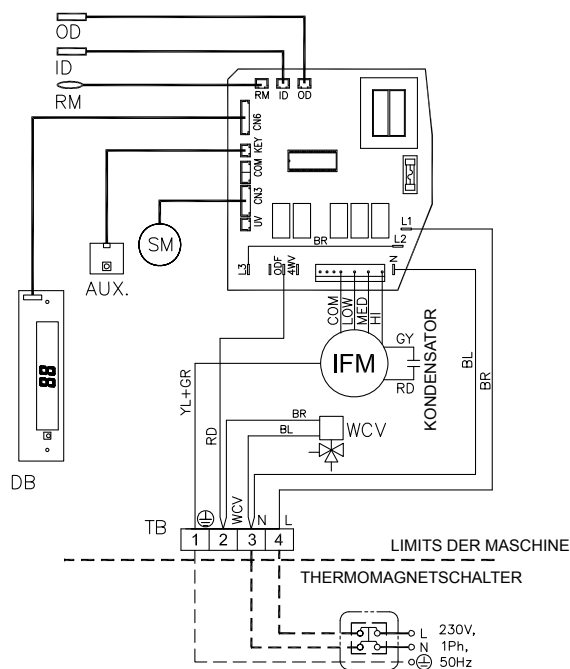 OD
ID
RM
RM ID OD
CN6
KEY
COM
CN3
UV
SM
AUX.
88
DB
L1
L2
BR
L3
ODF
4WV
N
COM
LOW
MED
HI
IFM
GY
RD
KONDENSATOR
BL
BR
YL+GR
RD
BR
BL
WCV
WCV
N
L
TB
1 2 3 4
LIMITS DER MASCHINE
THERMOMAGNETSCHALTER
L
N
230V,
1Ph,
50Hz